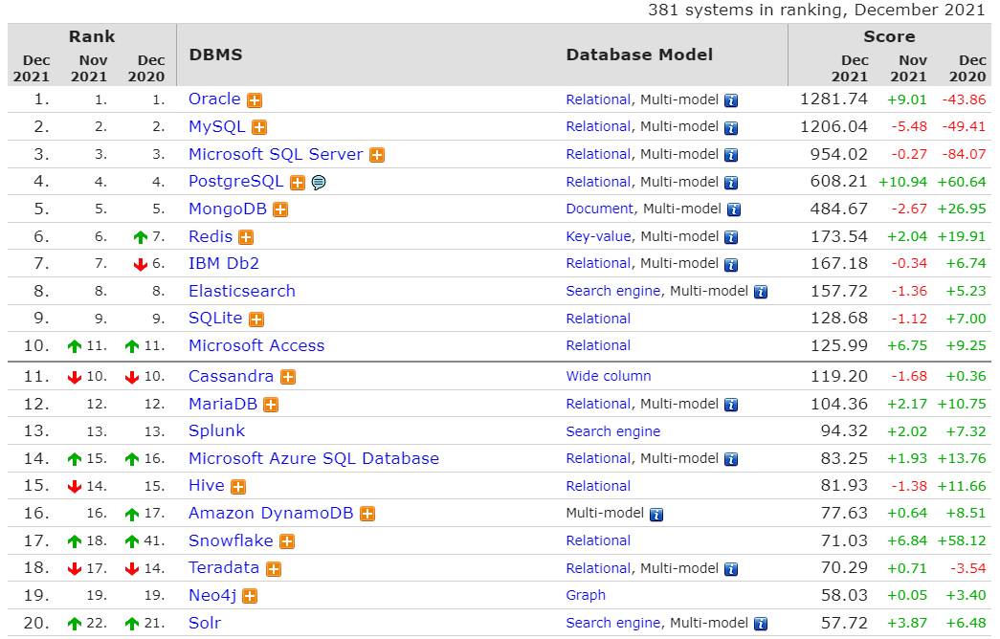 381 systems in ranking, December 2021
Rank DBMS Database Model Score
Dec 2021 Nov 2021 Dec 2020 Dec 2021 Nov 2021 Dec 2020
1. 1. 1. Oracle Relational, Multi-model 1281.74 +9.01 -43.86
2. 2. 2. MySQL Relational, Multi-model 1206.04 -5.48 -49.41
3. 3. 3. Microsoft SQL Server Relational, Multi-model 954.02 -0.27 -84.07
4. 4. 4. PostgreSQL Relational, Multi-model 608.21 +10.94 +60.64
5. 5. 5. MongoDB Document, Multi-model 484.67 -2.67 +26.95
6. 6. 7. Redis Key-value, Multi-model 173.54 +2.04 +19.91
7. 7. 6. IBM Db2 Relational, Multi-model 167.18 -0.34 +6.74
8. 8. 8. Elasticsearch Search engine, Multi-model 157.72 -1.36 +5.23
9. 9. 9. SQLite Relational 128.68 -1.12 +7.00
10. 11. 11. Microsoft Access Relational 125.99 +6.75 +9.25
11. 10. 10. Cassandra Wide column 119.20 -1.68 +0.36
12. 12. 12. MariaDB Relational, Multi-model 104.36 +2.17 +10.75
13. 13. 13. Splunk Search engine 94.32 +2.02 +7.32
14. 15. 16. Microsoft Azure SQL Database Relational, Multi-model 83.25 +1.93 +13.76
15. 14. 15. Hive Relational 81.93 -1.38 +11.66
16. 16. 17. Amazon DynamoDB Multi-model 77.63 +0.64 +8.51
17. 18. 41. Snowflake Relational 71.03 +6.84 +58.12
18. 17. 14. Teradata Relational, Multi-model 70.29 +0.71 -3.54
19. 19. 19. Neo4j Graph 58.03 +0.05 +3.40
20. 22. 21. Solr Search engine, Multi-model 57.72 +3.87 +6.48